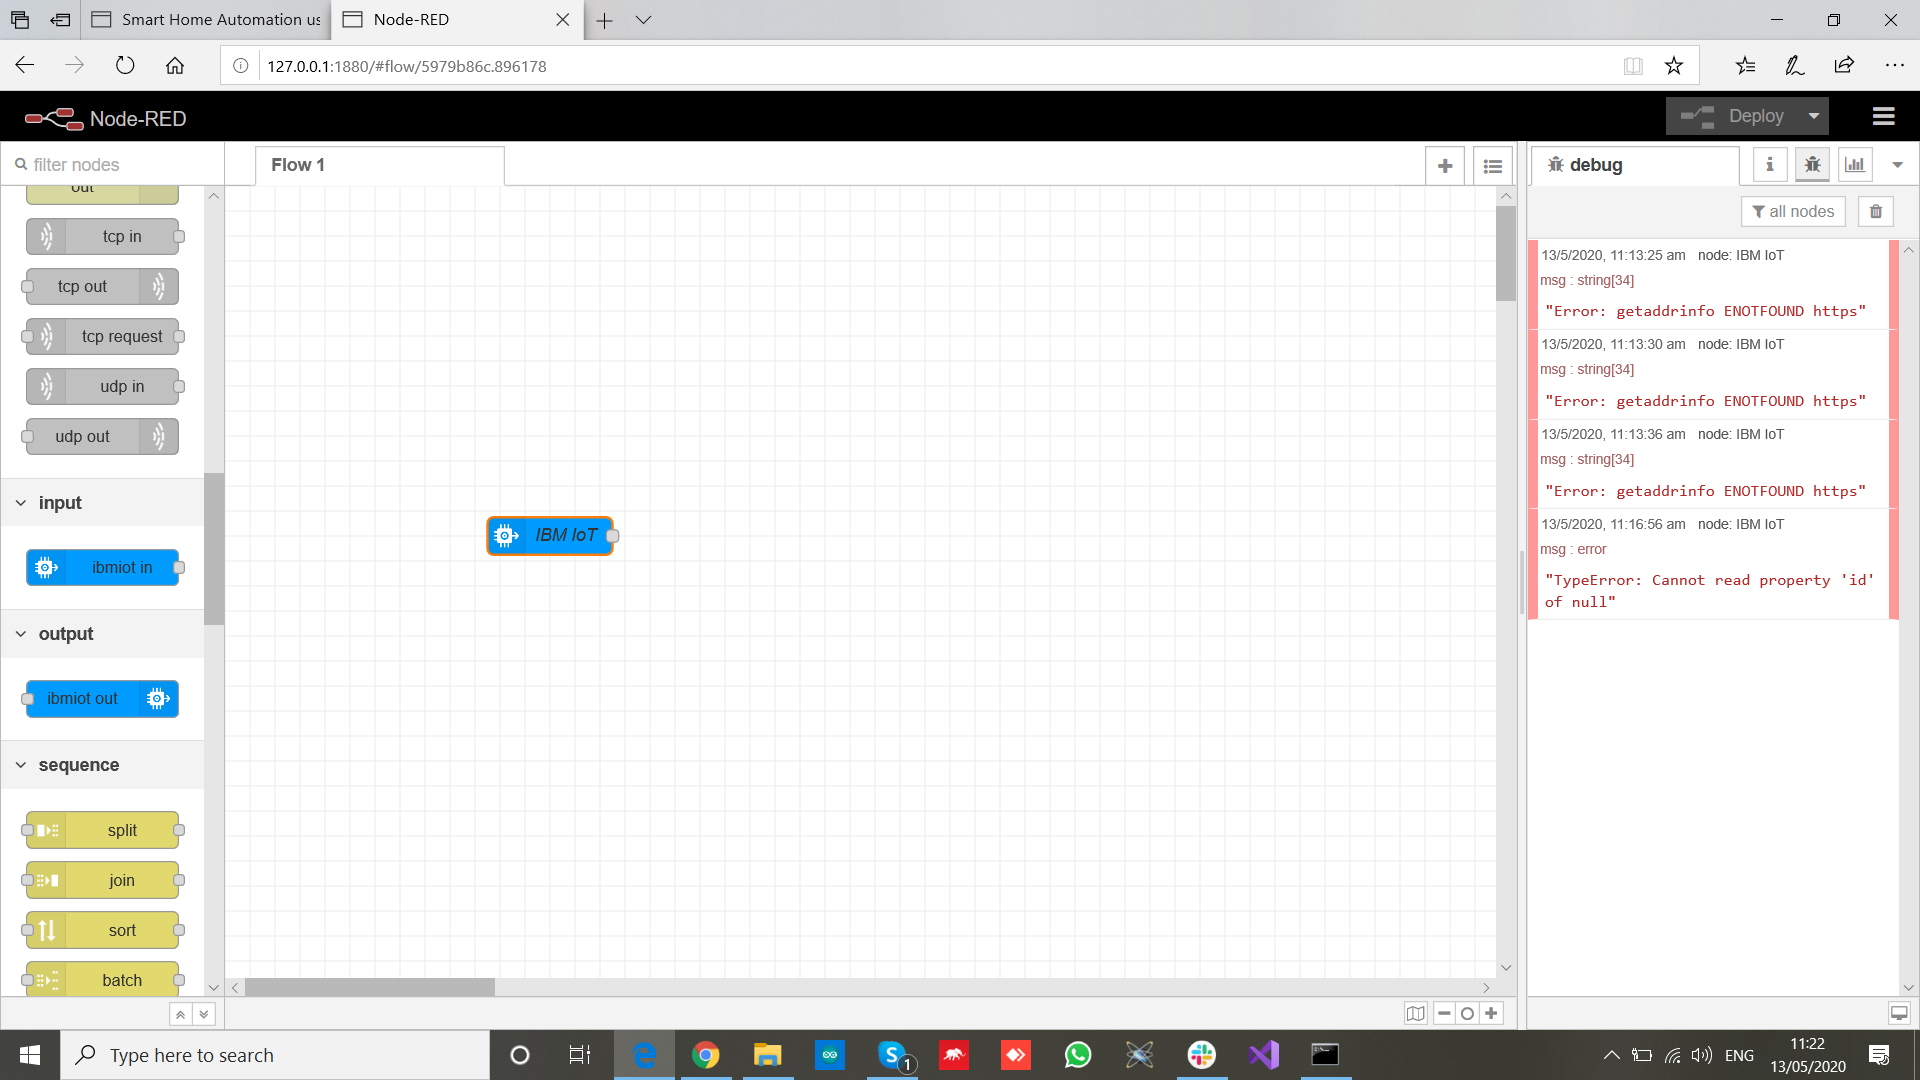 Smart Home Automation us
Node-RED
127.0.0.1:1880/#flow/5979b86c.896178
Node-RED
Deploy
filter nodes
Flow 1
debug
all nodes
out
tcp in
tcp out
tcp request
udp in
udp out
input
ibmiot in
output
ibmiot out
sequence
split
join
sort
batch
IBM IoT
13/5/2020, 11:13:25 am node: IBM IoT
msg : string[34]
"Error: getaddrinfo ENOTFOUND https"
13/5/2020, 11:13:30 am node: IBM IoT
msg : string[34]
"Error: getaddrinfo ENOTFOUND https"
13/5/2020, 11:13:36 am node: IBM IoT
msg : string[34]
"Error: getaddrinfo ENOTFOUND https"
13/5/2020, 11:16:56 am node: IBM IoT
msg : error
"TypeError: Cannot read property 'id'
of null"
Type here to search
1
ENG
11:22
13/05/2020